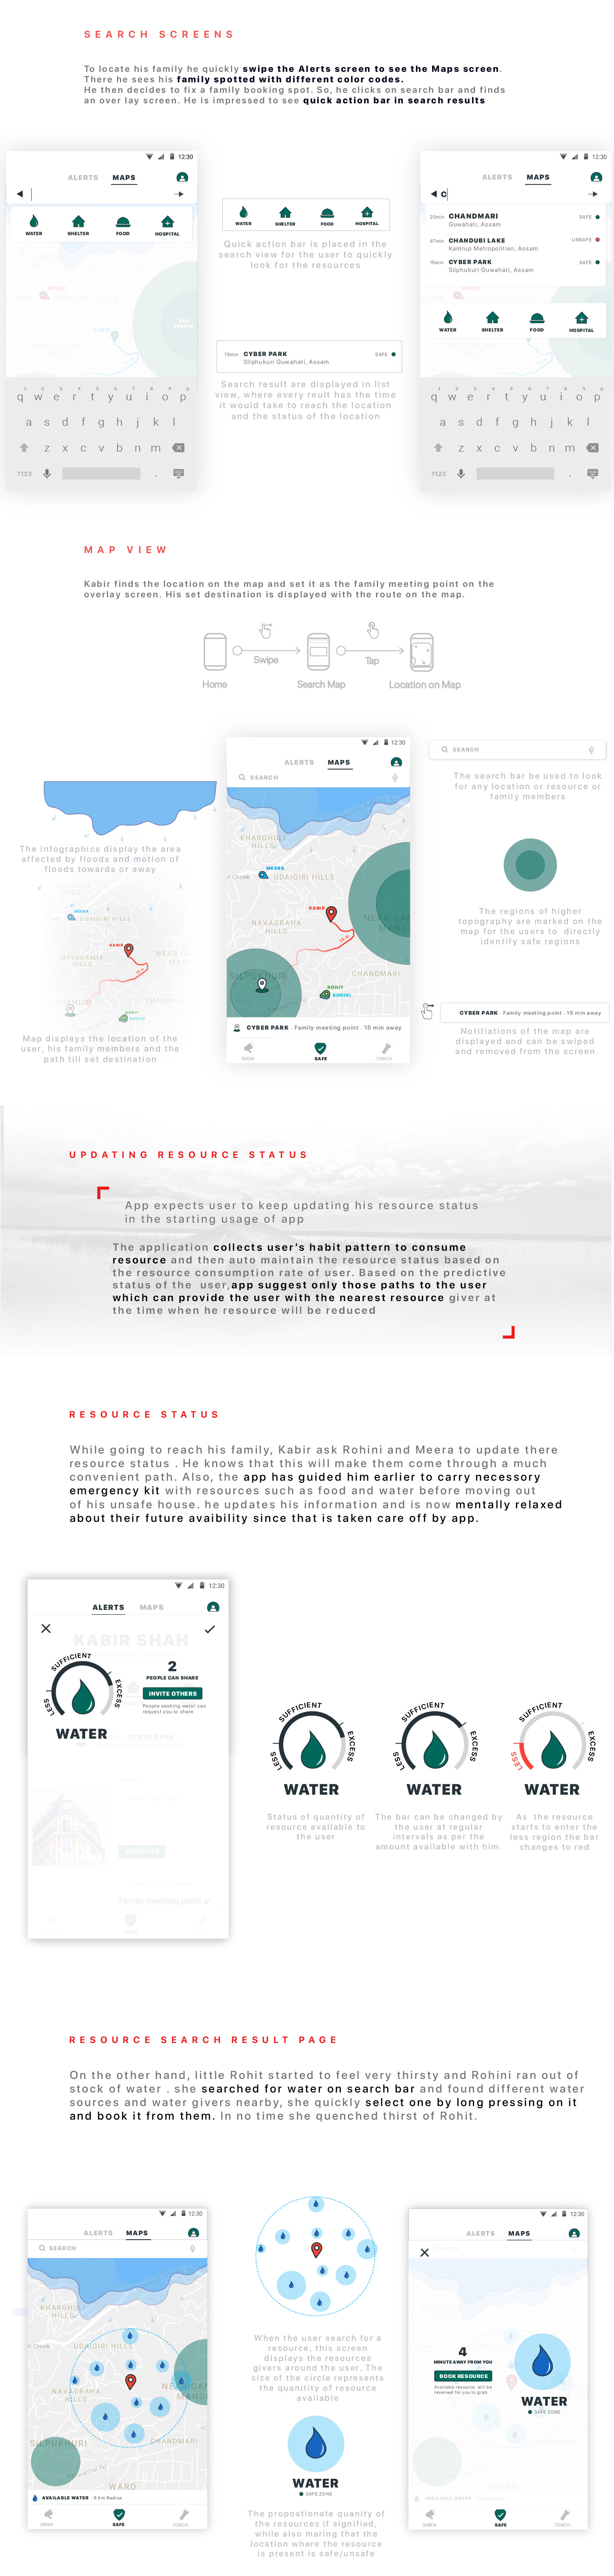 SEARCH SCREENS
To locate his family he quickly swipe the Alerts screen to see the Maps screen.
There he sees his family spotted with different color codes.
He then decides to fix a family booking spot. So, he clicks on search bar and finds
an over lay screen. He is impressed to see quick action bar in search results
12:30
ALERTS MAPS
WATER SHELTER FOOD HOSPITAL
q w e r t y u i o p
a s d f g h j k l
z x c v b n m
?123 .
WATER SHELTER FOOD HOSPITAL
Quick action bar is placed in the
search view for the user to quickly
look for the resources
15min CYBER PARK SAFE
Silphukuri Guwahati, Assam
Search result are displayed in list
view, where every reult has the time
it would take to reach the location
and the status of the location
12:30
ALERTS MAPS
C
20min CHANDMARI SAFE
Guwahati, Assam
47min CHANDUBI LAKE UNSAFE
Kamrup Metropolitan, Assam
15min CYBER PARK SAFE
Silphukuri Guwahati, Assam
WATER SHELTER FOOD HOSPITAL
q w e r t y u i o p
a s d f g h j k l
z x c v b n m
?123 .
MAP VIEW
Kabir finds the location on the map and set it as the family meeting point on the
overlay screen. His set destination is displayed with the route on the map.
Swipe Tap
Home Search Map Location on Map
The infographics display the area
affected by floods and motion of
floods towards or away
MEERA
UDAIGIRI HILLS
KABIR
NAVAGRAHA
HILLS
CHANDMARI
ROHIT
ROHINI
Map displays the location of the
user, his family members and the
path till set destination
12:30
ALERTS MAPS
SEARCH
KHARGHULI
HILLS
MEERA
UDAIGIRI HILLS
KABIR
NAVAGRAHA
HILLS
NEAR
CHANDMARI
SILPUKHURI
ROHIT
ROHINI
CYBER PARK · Family meeting point · 15 min away
SIREN SAFE TORCH
SEARCH
The search bar be used to look
for any location or resource or
family members
The regions of higher
topography are marked on the
map for the users to directly
identify safe regions
CYBER PARK · Family meeting point · 15 min away
Notifiations of the map are
displayed and can be swiped
and removed from the screen
UPDATING RESOURCE STATUS
App expects user to keep updating his resource status
in the starting usage of app
The application collects user's habit pattern to consume
resource and then auto maintain the resource status based on
the resource consumption rate of user. Based on the predictive
status of the user,app suggest only those paths to the user
which can provide the user with the nearest resource giver at
the time when he resource will be reduced
RESOURCE STATUS
While going to reach his family, Kabir ask Rohini and Meera to update there
resource status . He knows that this will make them come through a much
convenient path. Also, the app has guided him earlier to carry necessary
emergency kit with resources such as food and water before moving out
of his unsafe house. he updates his information and is now mentally relaxed
about their future avaibility since that is taken care off by app.
12:30
ALERTS MAPS
KABIR SHAH
LESS SUFFICIENT EXCESS
WATER
2
PEOPLE CAN SHARE
INVITE OTHERS
People seeking water can
request you to share
CYBER PARK
REGISTER
Family meeting point at
LESS SUFFICIENT EXCESS
WATER
Status of quantity of
resource available to
the user
LESS SUFFICIENT EXCESS
WATER
The bar can be changed by
the user at regular
intervals as per the
amount available with him.
LESS SUFFICIENT EXCESS
WATER
As the resource
starts to enter the
less region the bar
changes to red
RESOURCE SEARCH RESULT PAGE
On the other hand, little Rohit started to feel very thirsty and Rohini ran out of
stock of water . she searched for water on search bar and found different water
sources and water givers nearby, she quickly select one by long pressing on it
and book it from them. In no time she quenched thirst of Rohit.
12:30
ALERTS MAPS
SEARCH
KHARGHULI
HILLS
UDAIGIRI HILLS
NAVAGRAHA
HILLS
CHANDMARI
SILPUKHURI
WARD
AVAILABLE WATER ·5 km Radius
SIREN SAFE TORCH
When the user search for a
resource, this screen
displays the resources
givers around the user. The
size of the circle represents
the quanitity of resource
available
WATER
SAFE ZONE
The propostionate quanity of
the resources if signified,
while also maring that the
location where the resource
is present is safe/unsafe
12:30
ALERTS MAPS
4
MINUTE AWAY FROM YOU
BOOK RESOURCE
Available resource will be
reserved for you to grab
WATER
SAFE ZONE
SIREN SAFE TORCH